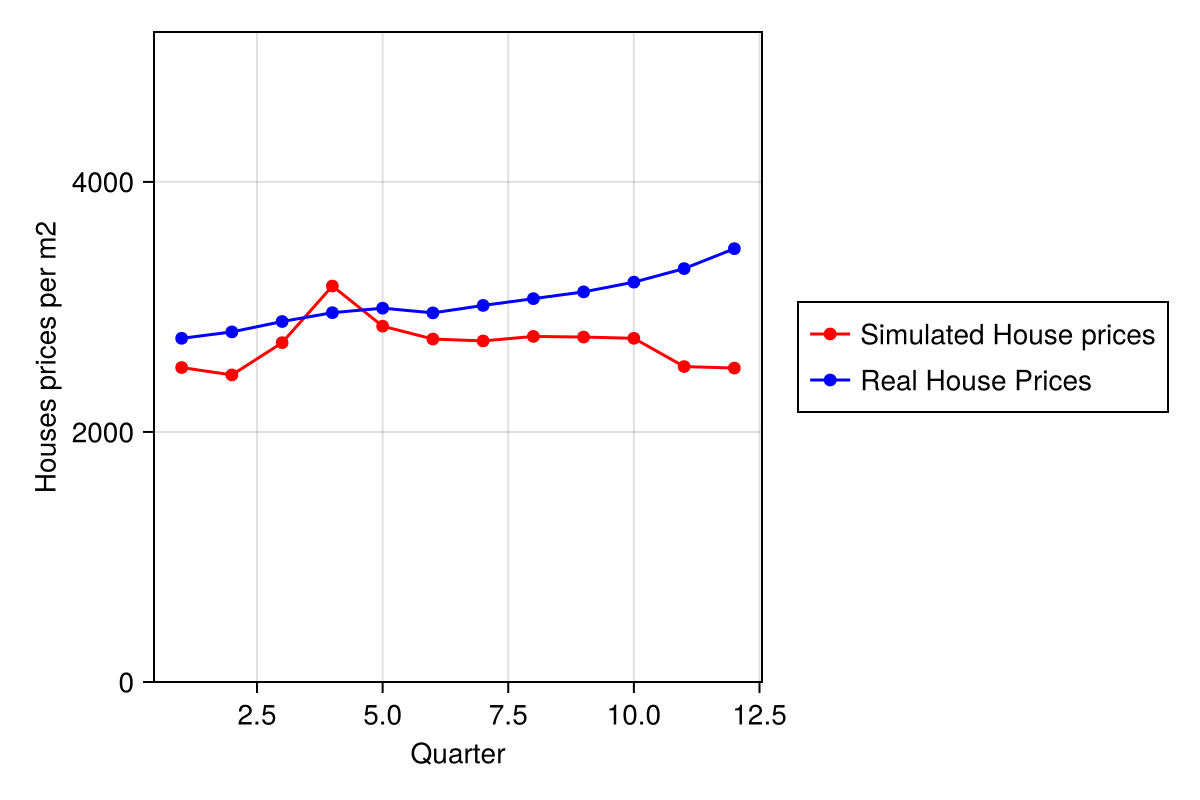 4000
2000
0
Houses prices per m2
2.5 5.0 7.5 10.0 12.5
Quarter
Simulated House prices
Real House Prices